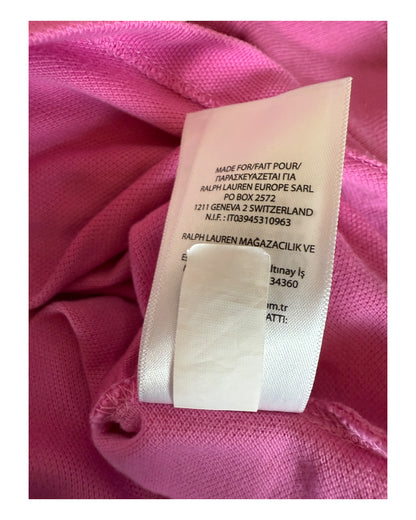 MADE FOR/FAIT POUR/
ΠΑΡΑΣΚΕΥΑΖΕΤΑΙ ΓΙΑ
RALPH LAUREN EUROPE SARL
PO BOX 2572
1211 GENEVA 2 SWITZERLAND
N.I.F.: IT03945310963
RALPH LAUREN MAĞAZACILIK VE
ltınay İş
34360
om.tr
ATTI: